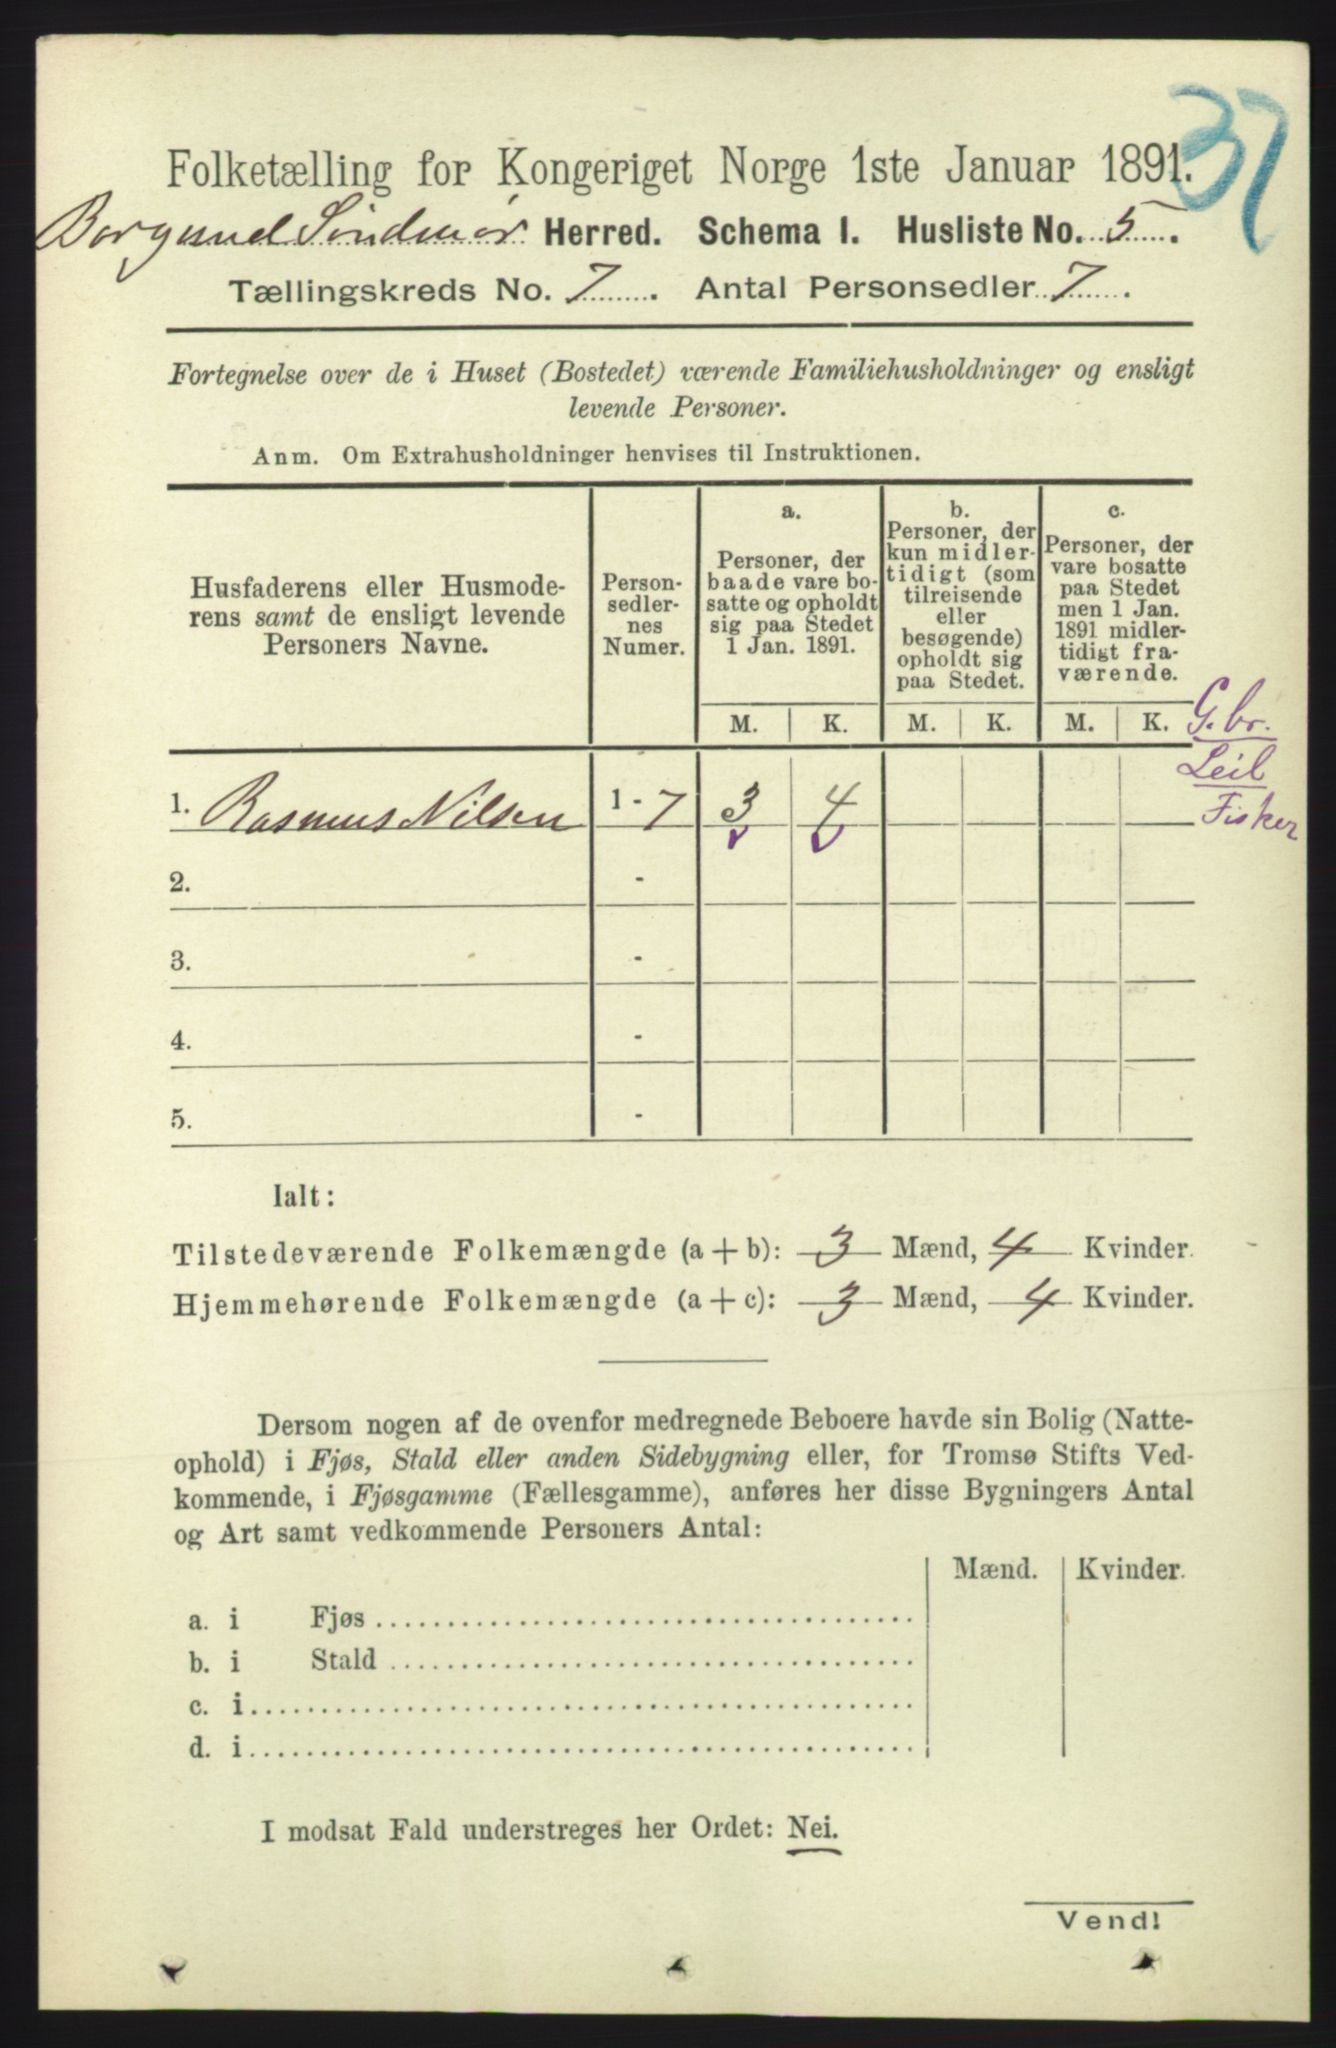 37
Folketælling for Kongeriget Norge 1ste Januar 1891.
Borgund Söndmör Herred. Schema I. Husliste No. 5.
Tællingskreds No. 7. Antal Personsedler 7.
Fortegnelse over de i Huset (Bostedet) værende Familiehusholdninger og ensligt
levende Personer.
Anm. Om Extrahusholdninger henvises til Instruktionen.
Husfaderens eller Husmode-
rens samt de ensligt levende
Personers Navne.
Person-
sedler-
nes
Numer.
a.
Personer, der
baade vare bo-
satte og opholdt
sig paa Stedet
1 Jan. 1891.
b.
Personer, der
kun midler-
tidigt (som
tilreisende
eller
besøgende)
opholdt sig
paa Stedet.
c.
Personer, der
vare bosatte
paa Stedet
men 1 Jan.
1891 midler-
tidigt fra-
værende.
M. K. M. K. M. K.
G. br.
Leil
Fisker
1. Rasmus Nilsen 1 - 7 3 4
2. -
3. -
4. -
5. -
Ialt:
Tilstedeværende Folkemængde (a + b): 3 Mænd, 4 Kvinder.
Hjemmehørende Folkemængde (a + c): 3 Mænd, 4 Kvinder.
Dersom nogen af de ovenfor medregnede Beboere havde sin Bolig (Natte-
ophold) i Fjøs, Stald eller anden Sidebygning eller, for Tromsø Stifts Ved-
kommende, i Fjøsgamme (Fællesgamme), anføres her disse Bygningers Antal
og Art samt vedkommende Personers Antal:
Mænd. Kvinder.
a. i Fjøs
b. i Stald
c. i
d. i
I modsat Fald understreges her Ordet: Nei.
Vend!